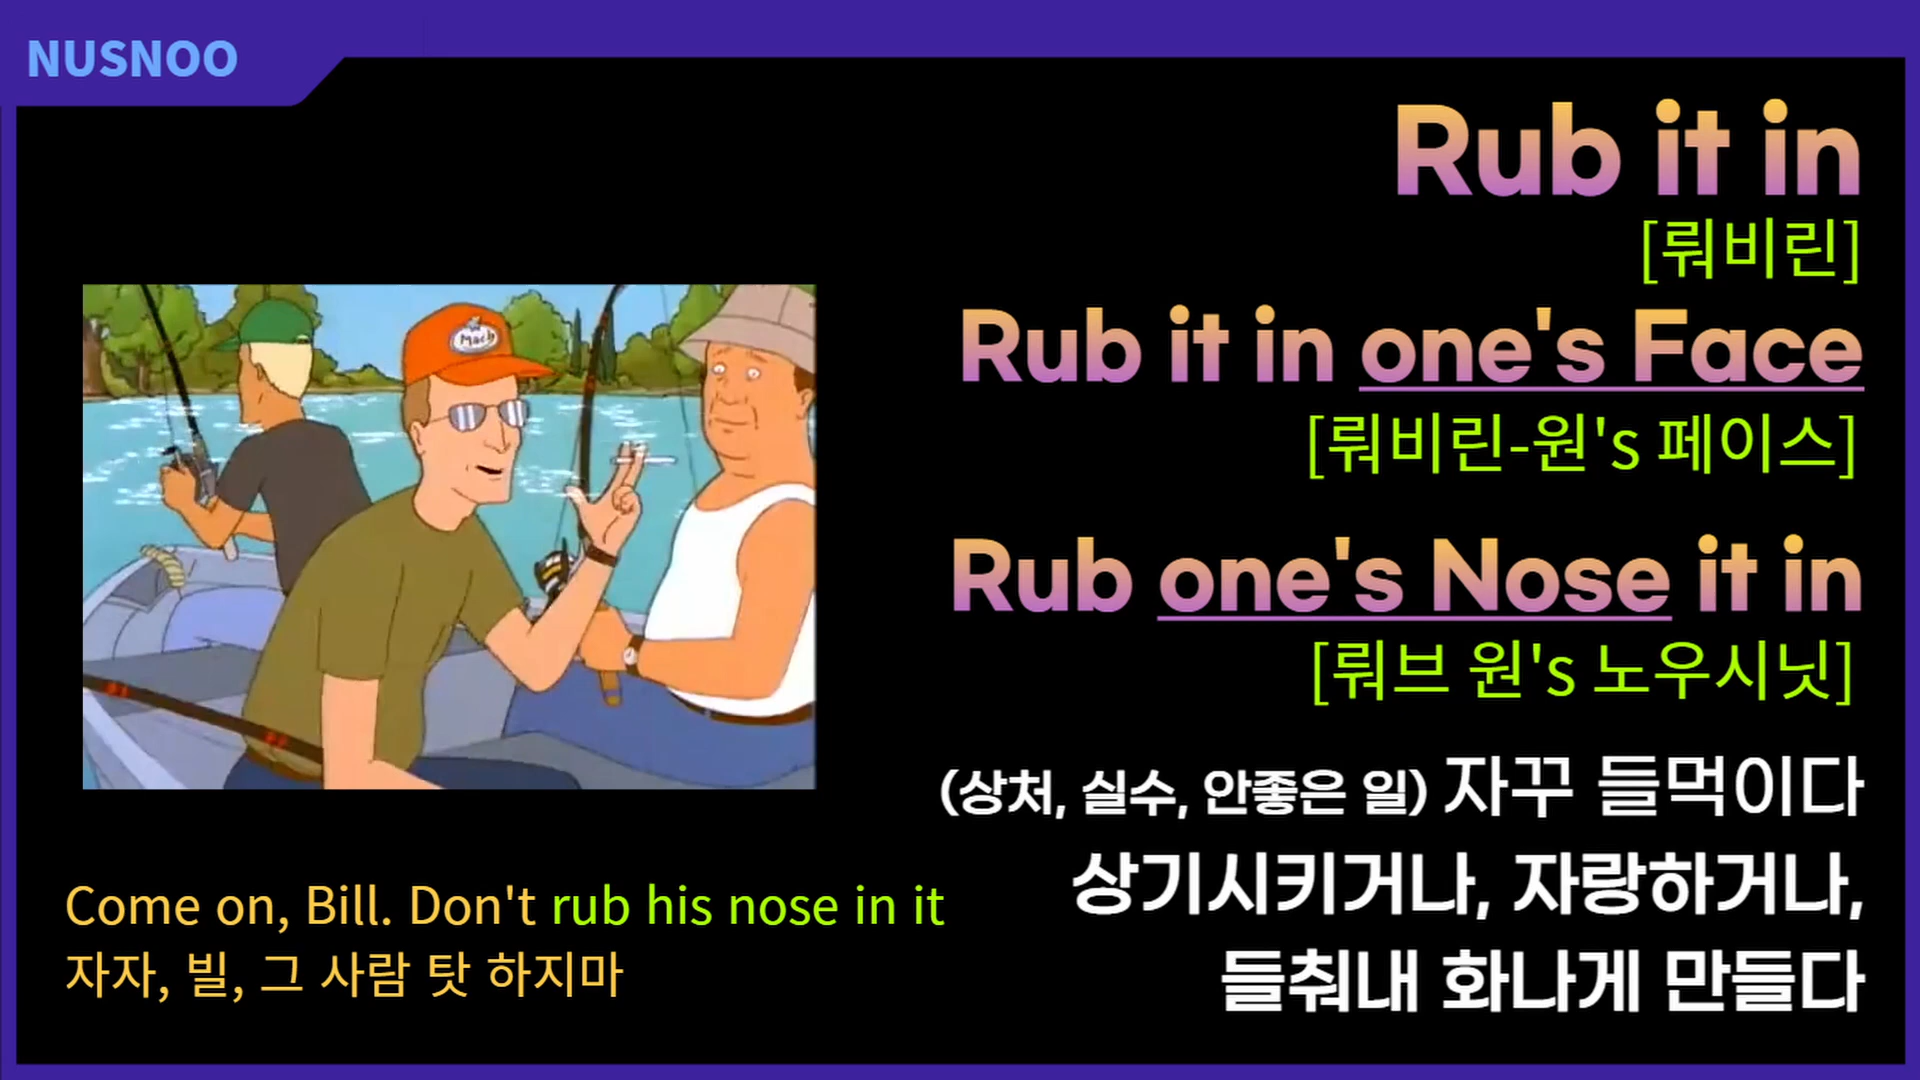 NUSNOO
Rub it in
[뤄비린]
Rub it in one's Face
[뤄비린-원's 페이스]
Rub one's Nose it in
[뤄브 원's 노우시닛]
(상처, 실수, 안좋은 일) 자꾸 들먹이다
상기시키거나, 자랑하거나,
들춰내 화나게 만들다
Mack
Come on, Bill. Don't rub his nose in it
자자, 빌, 그 사람 탓 하지마